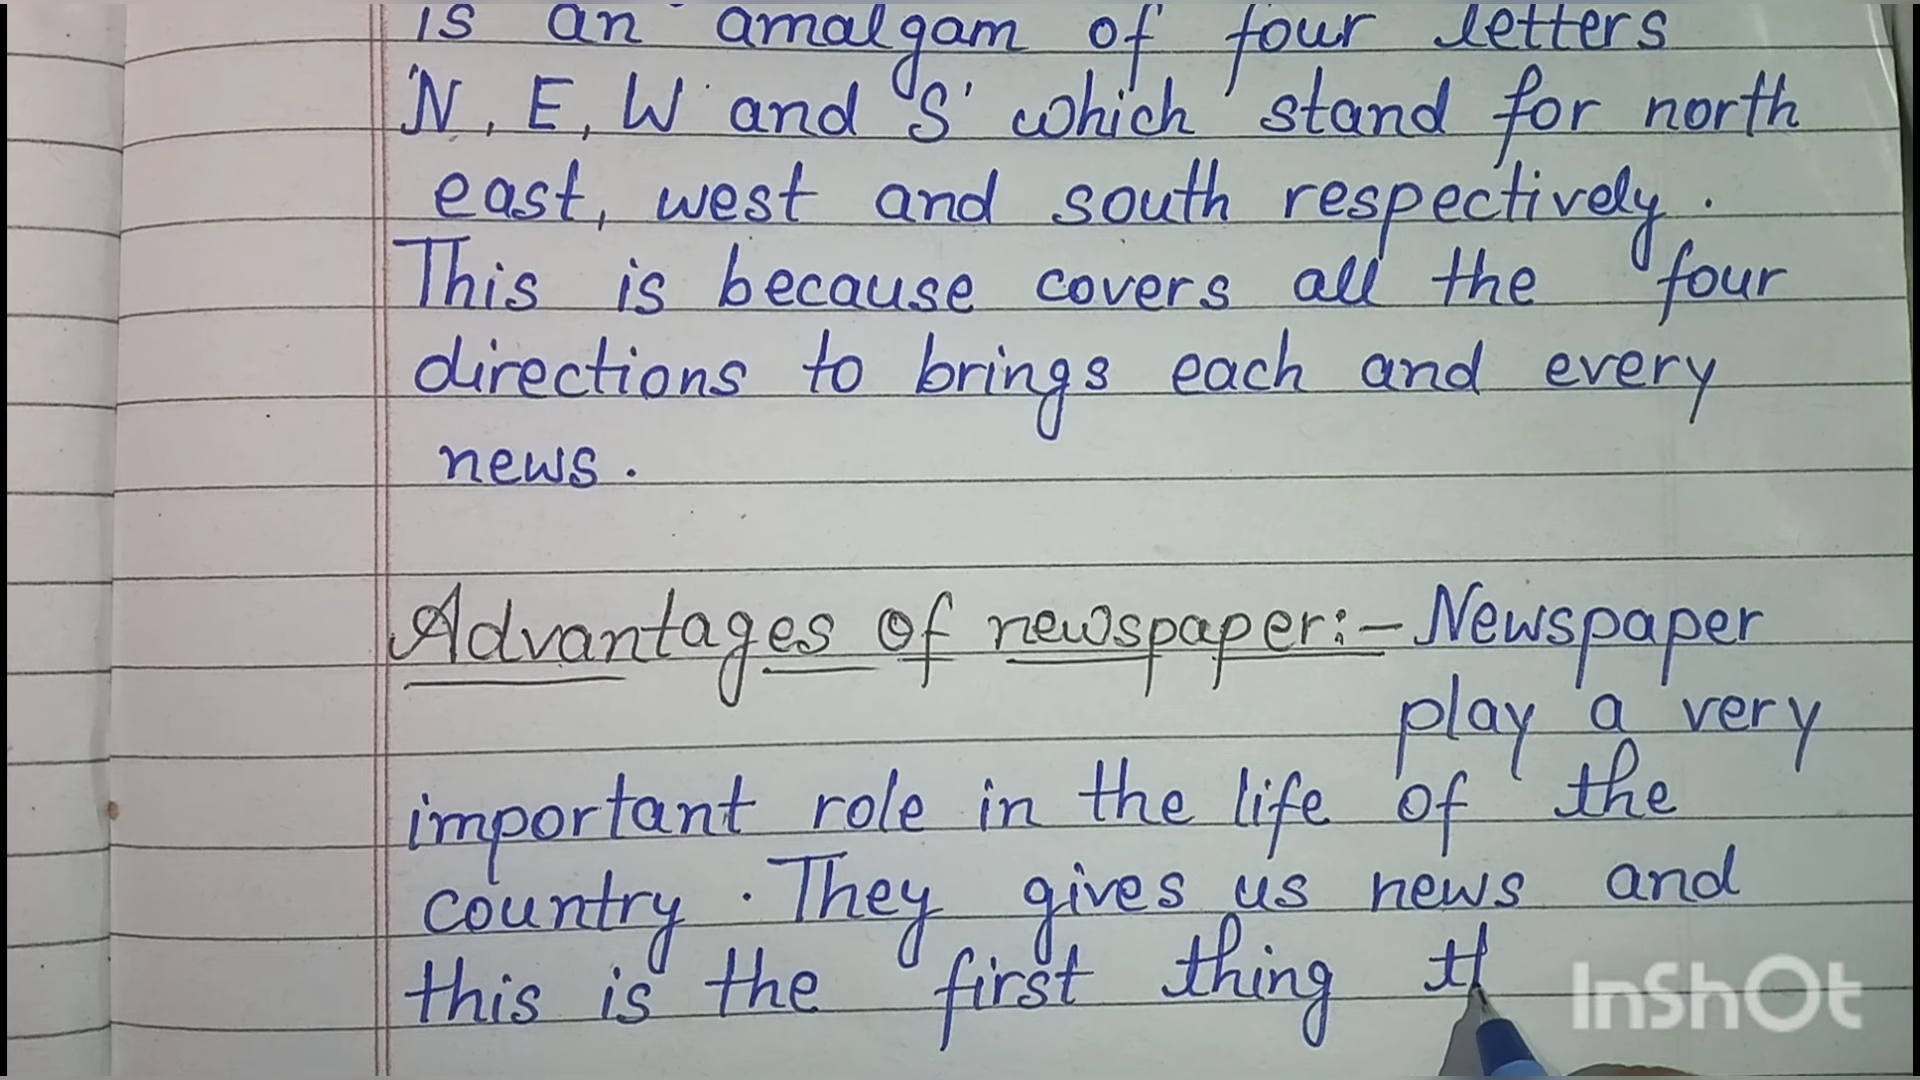 is an amalgam of four letters
'N, E, W and 'S' which stand for north
east, west and south respectively.
This is because covers all the four
directions to brings each and every
news.
Advantages of newspaper:- Newspaper
play a very
important role in the life of the
country. They gives us news and
this is the first thing th
InShOt